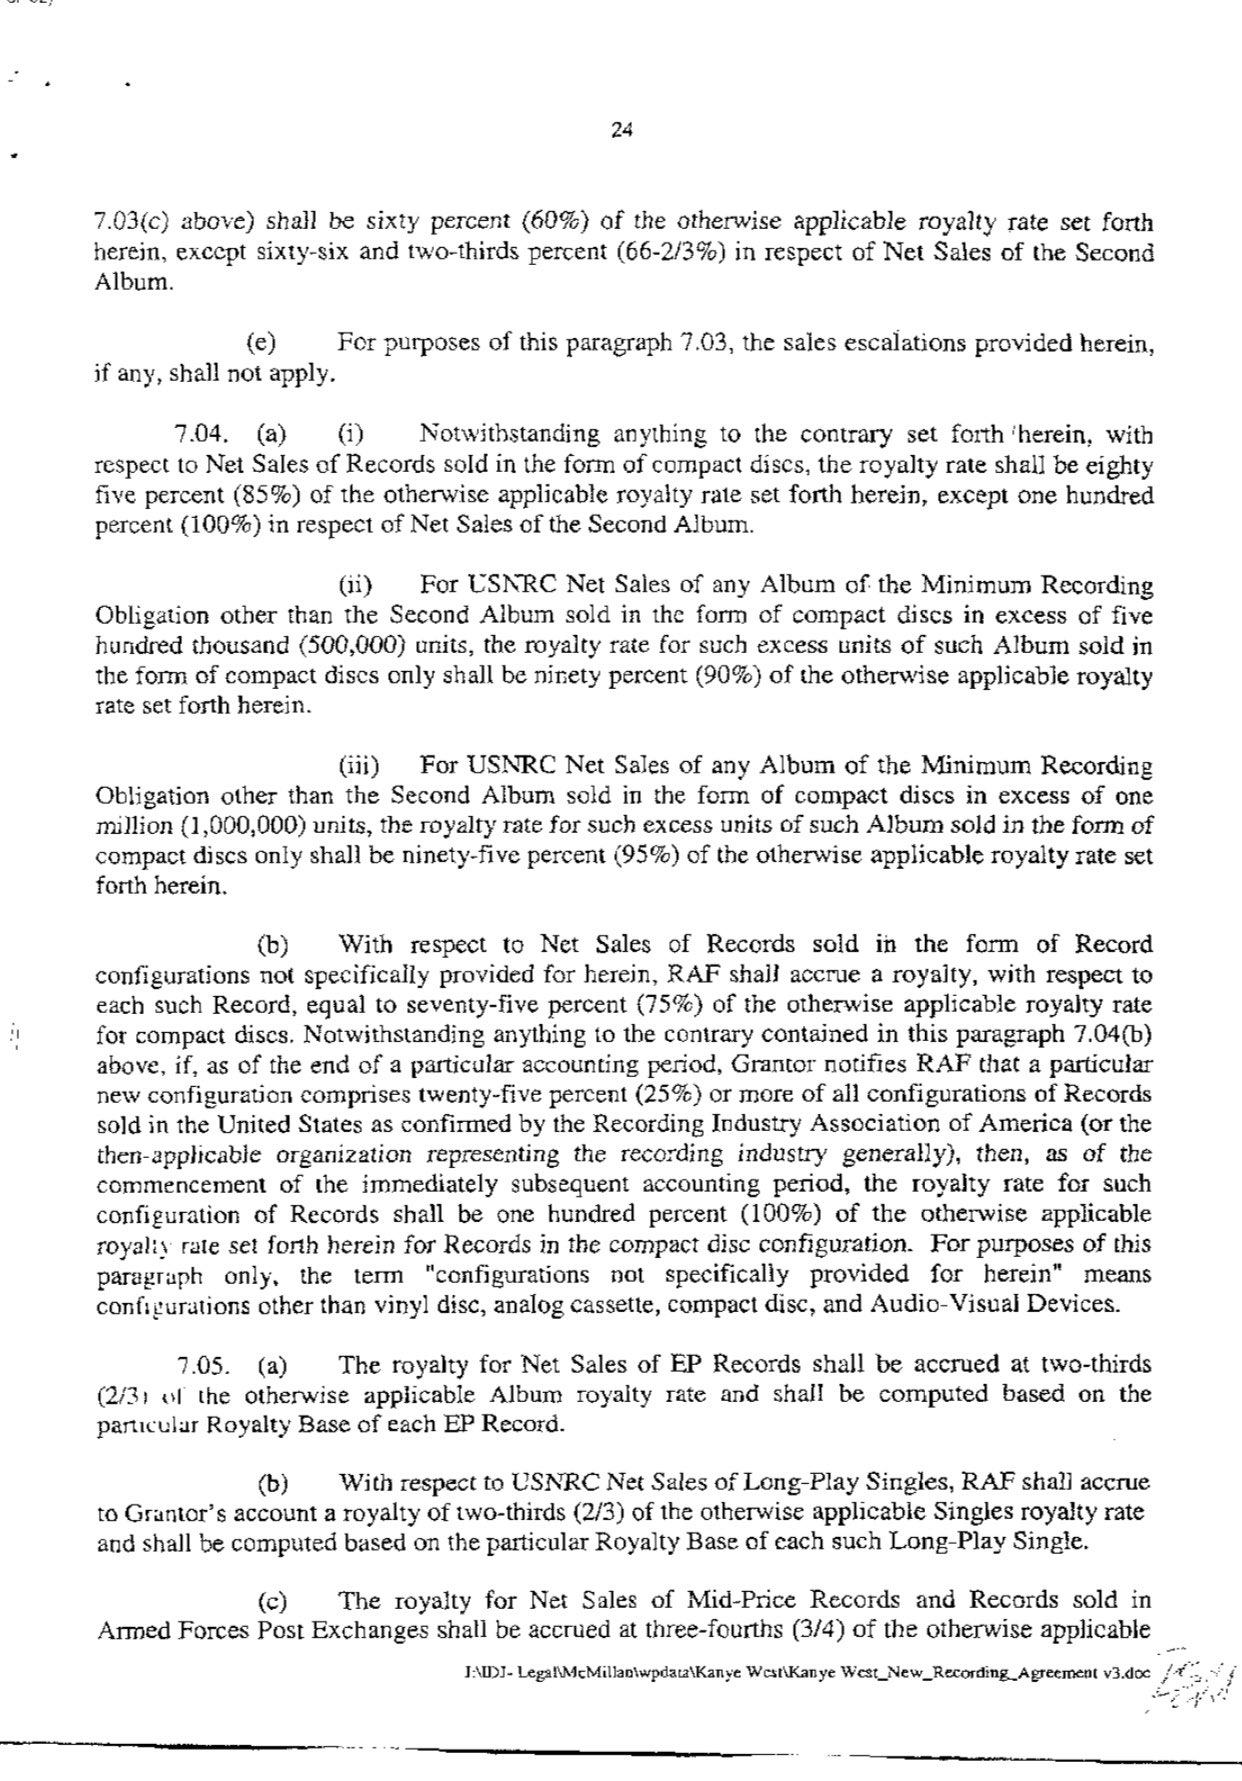 24
7.03(c) above) shall be sixty percent (60%) of the otherwise applicable royalty rate set forth
herein, except sixty-six and two-thirds percent (66-2/3%) in respect of Net Sales of the Second
Album.
(e) For purposes of this paragraph 7.03, the sales escalations provided herein,
if any, shall not apply.
7.04. (a) (i) Notwithstanding anything to the contrary set forth herein, with
respect to Net Sales of Records sold in the form of compact discs, the royalty rate shall be eighty
five percent (85%) of the otherwise applicable royalty rate set forth herein, except one hundred
percent (100%) in respect of Net Sales of the Second Album.
(ii) For USNRC Net Sales of any Album of the Minimum Recording
Obligation other than the Second Album sold in the form of compact discs in excess of five
hundred thousand (500,000) units, the royalty rate for such excess units of such Album sold in
the form of compact discs only shall be ninety percent (90%) of the otherwise applicable royalty
rate set forth herein.
(iii) For USNRC Net Sales of any Album of the Minimum Recording
Obligation other than the Second Album sold in the form of compact discs in excess of one
million (1,000,000) units, the royalty rate for such excess units of such Album sold in the form of
compact discs only shall be ninety-five percent (95%) of the otherwise applicable royalty rate set
forth herein.
(b) With respect to Net Sales of Records sold in the form of Record
configurations not specifically provided for herein, RAF shall accrue a royalty, with respect to
each such Record, equal to seventy-five percent (75%) of the otherwise applicable royalty rate
for compact discs. Notwithstanding anything to the contrary contained in this paragraph 7.04(b)
above, if, as of the end of a particular accounting period, Grantor notifies RAF that a particular
new configuration comprises twenty-five percent (25%) or more of all configurations of Records
sold in the United States as confirmed by the Recording Industry Association of America (or the
then-applicable organization representing the recording industry generally), then, as of the
commencement of the immediately subsequent accounting period, the royalty rate for such
configuration of Records shall be one hundred percent (100%) of the otherwise applicable
royalty rate set forth herein for Records in the compact disc configuration. For purposes of this
paragraph only, the term "configurations not specifically provided for herein" means
configurations other than vinyl disc, analog cassette, compact disc, and Audio-Visual Devices.
7.05. (a) The royalty for Net Sales of EP Records shall be accrued at two-thirds
(2/3) of the otherwise applicable Album royalty rate and shall be computed based on the
particular Royalty Base of each EP Record.
(b) With respect to USNRC Net Sales of Long-Play Singles, RAF shall accrue
to Grantor's account a royalty of two-thirds (2/3) of the otherwise applicable Singles royalty rate
and shall be computed based on the particular Royalty Base of each such Long-Play Single.
(c) The royalty for Net Sales of Mid-Price Records and Records sold in
Armed Forces Post Exchanges shall be accrued at three-fourths (3/4) of the otherwise applicable
J:\IDJ- Legal\McMillan\wpdata\Kanye West\Kanye West_New_Recording_Agreement v3.doc